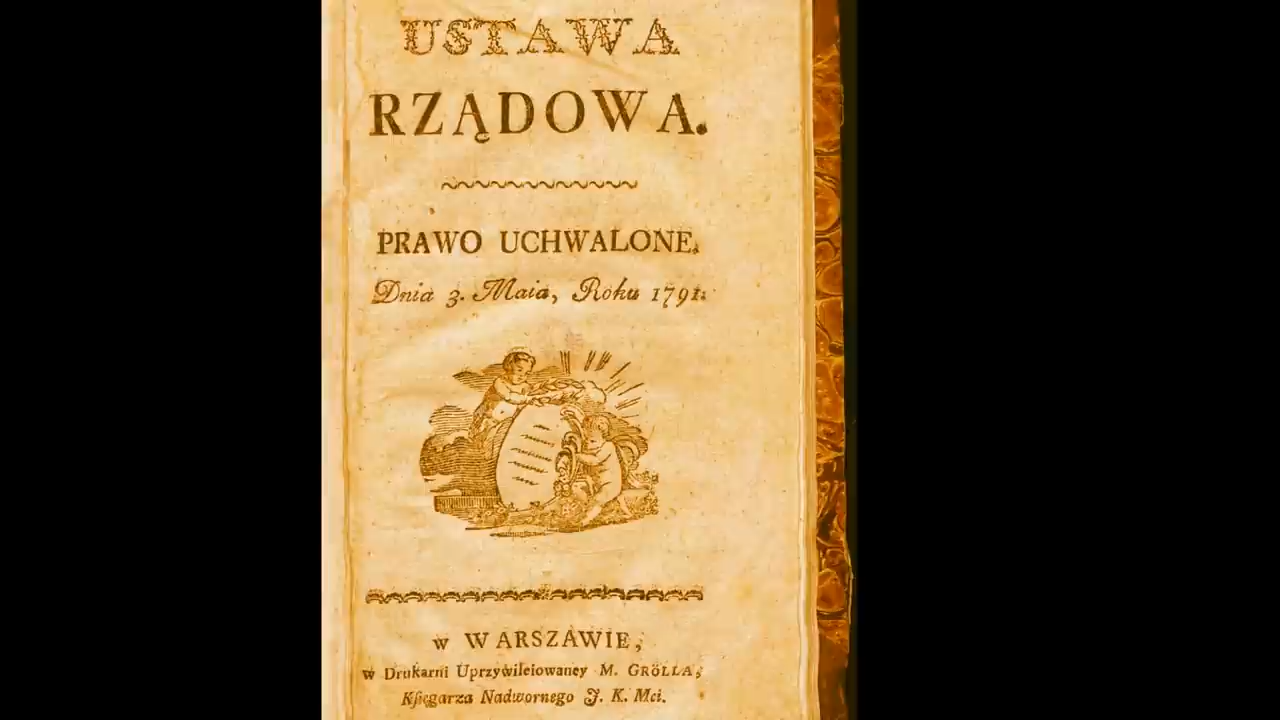 USTAWA
RZĄDOWA.
PRAWO UCHWALONE.
Dnia 3. Maia, Roku 1791.
w WARSZAWIE,
w Drukarni Uprzywileiowaney M. GRÖLLA,
Księgarza Nadwornego J. K. Mci.